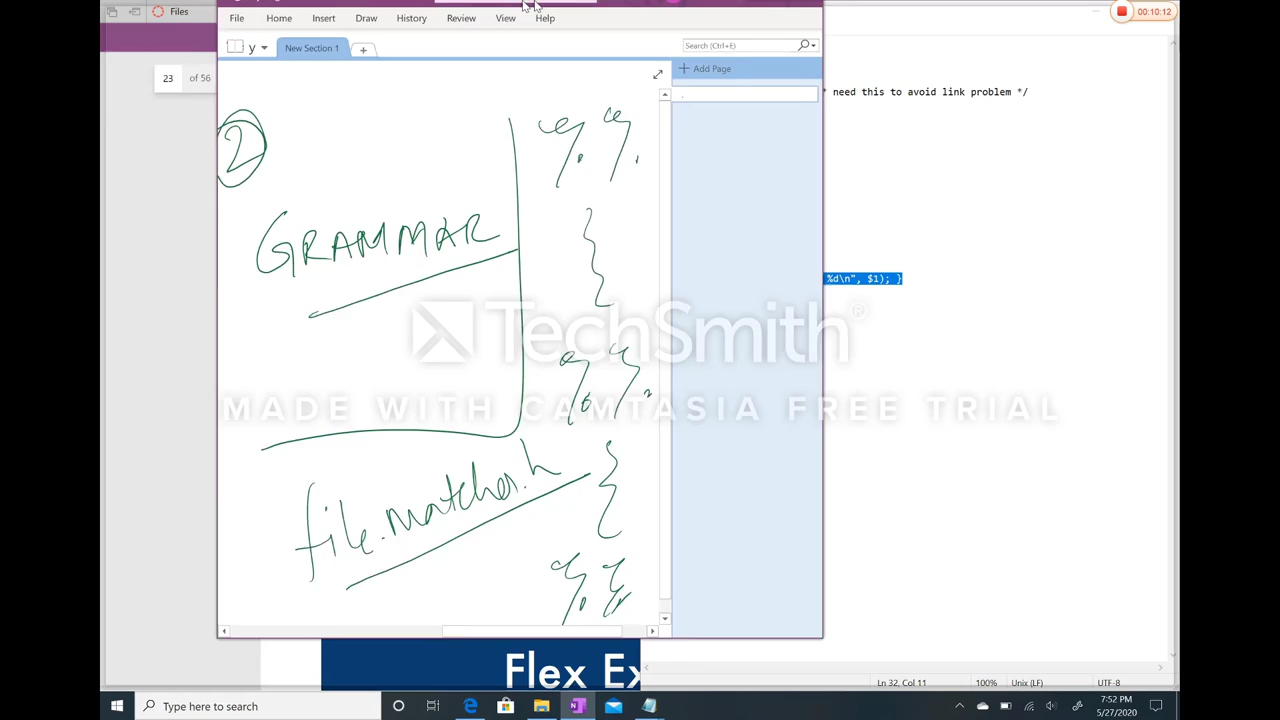 Files
00:10:12
File Home Insert Draw History Review View Help
y
New Section 1
Search (Ctrl+E)
Add Page
23 of 56
need this to avoid link problem */
2
GRAMMAR
%%
{
%d\n", $1); }
%%
file.matches.h
{
%%
TechSmith®
MADE WITH CAMTASIA FREE TRIAL
Flex Ex
Ln 32, Col 11 100% Unix (LF) UTF-8
Type here to search
7:52 PM
5/27/2020